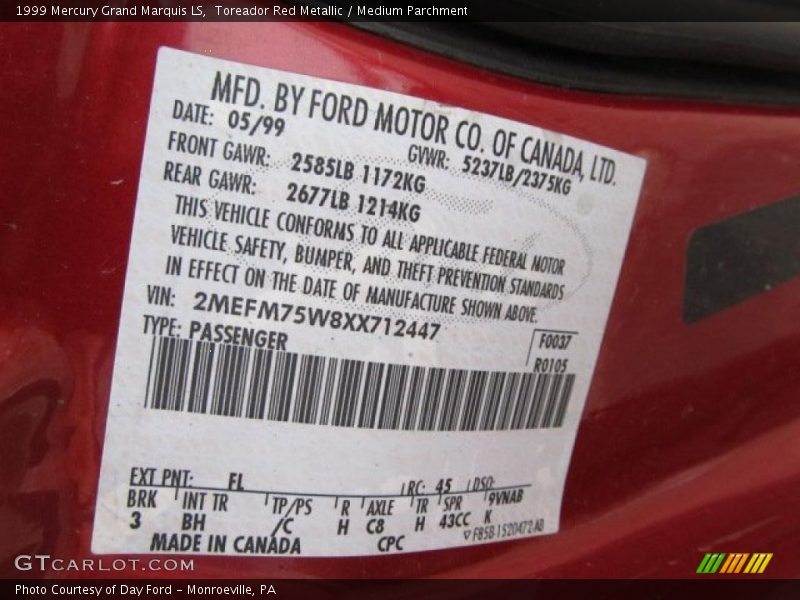 1999 Mercury Grand Marquis LS,  Toreador Red Metallic / Medium Parchment
MFD. BY FORD MOTOR CO. OF CANADA, LTD.
DATE: 05/99
GVWR: 5237LB/2375KG
FRONT GAWR: 2585LB 1172KG
REAR GAWR: 2677LB 1214KG
THIS VEHICLE CONFORMS TO ALL APPLICABLE FEDERAL MOTOR
VEHICLE SAFETY, BUMPER, AND THEFT PREVENTION STANDARDS
IN EFFECT ON THE DATE OF MANUFACTURE SHOWN ABOVE.
VIN: 2MEFM75W8XX712447
TYPE: PASSENGER
F0037
R0105
EXT PNT: FL RC: 45 DSO:
BRK INT TR TP/PS R AXLE TR SPR 9VNAB
3 BH /C H C8 H 43CC K
MADE IN CANADA CPC
F85B-1520472-AB
GTCARLOT.COM
Photo Courtesy of Day Ford – Monroeville, PA